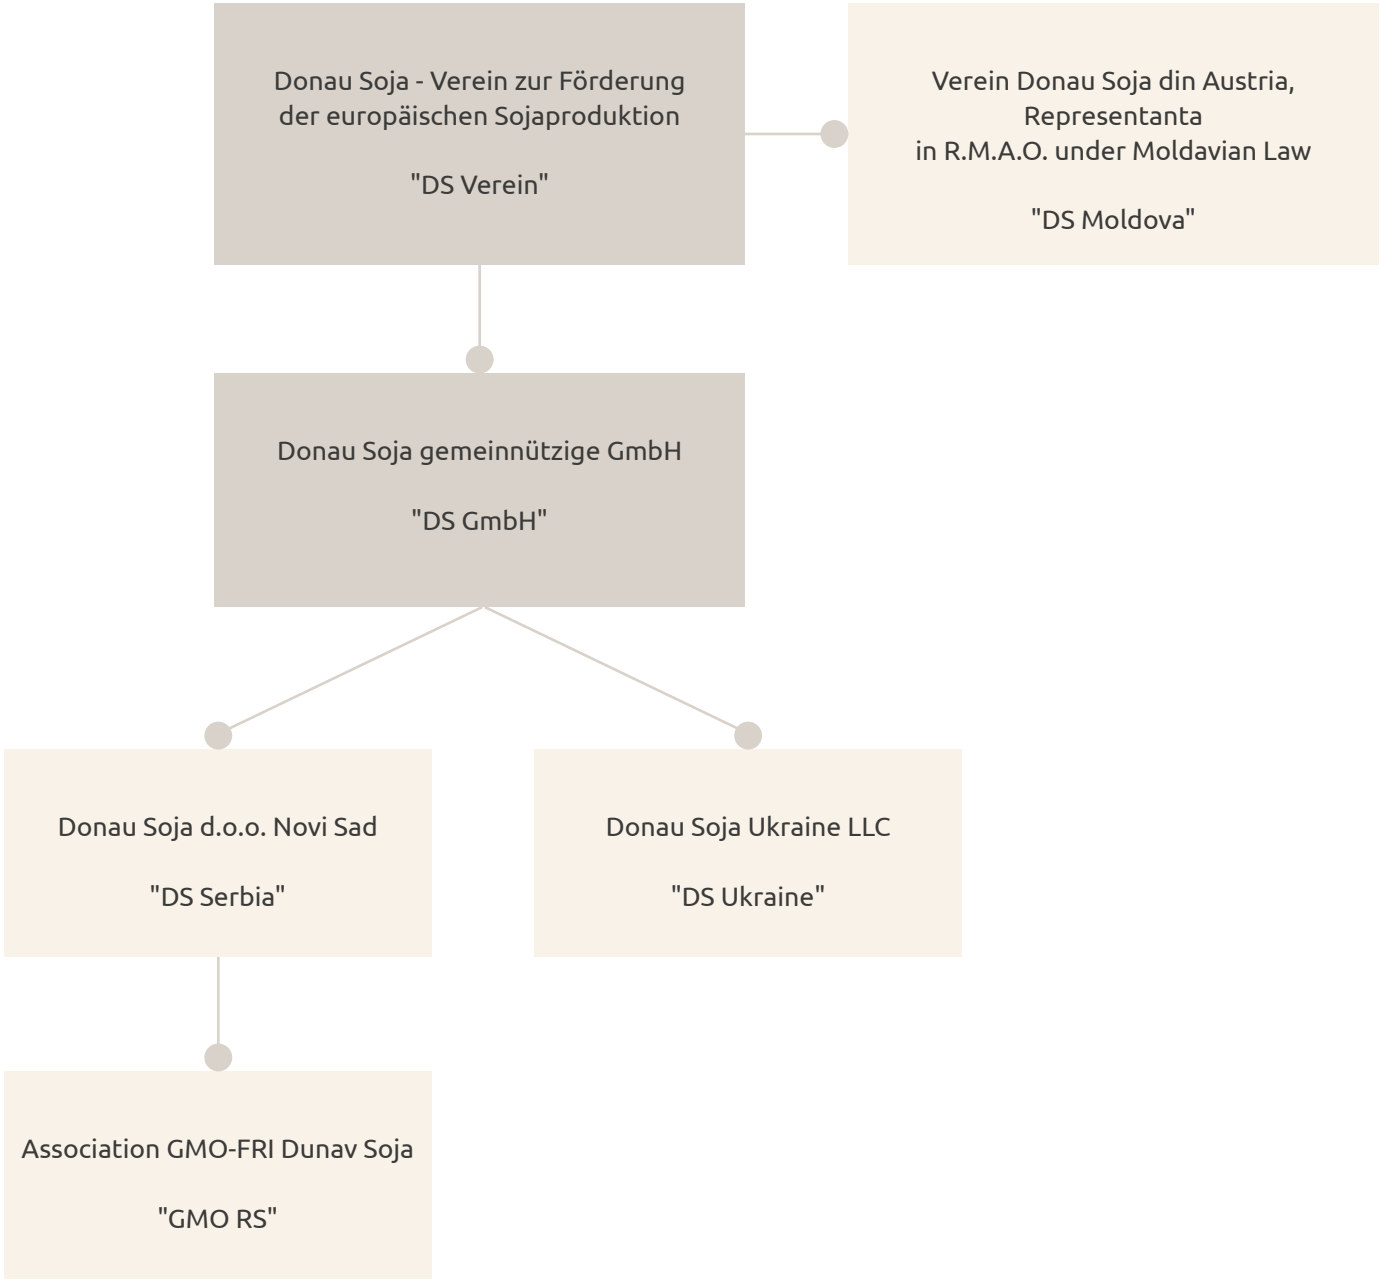 Donau Soja - Verein zur Förderung
der europäischen Sojaproduktion
"DS Verein"
Verein Donau Soja din Austria,
Representanta
in R.M.A.O. under Moldavian Law
"DS Moldova"
Donau Soja gemeinnützige GmbH
"DS GmbH"
Donau Soja d.o.o. Novi Sad
"DS Serbia"
Donau Soja Ukraine LLC
"DS Ukraine"
Association GMO-FRI Dunav Soja
"GMO RS"